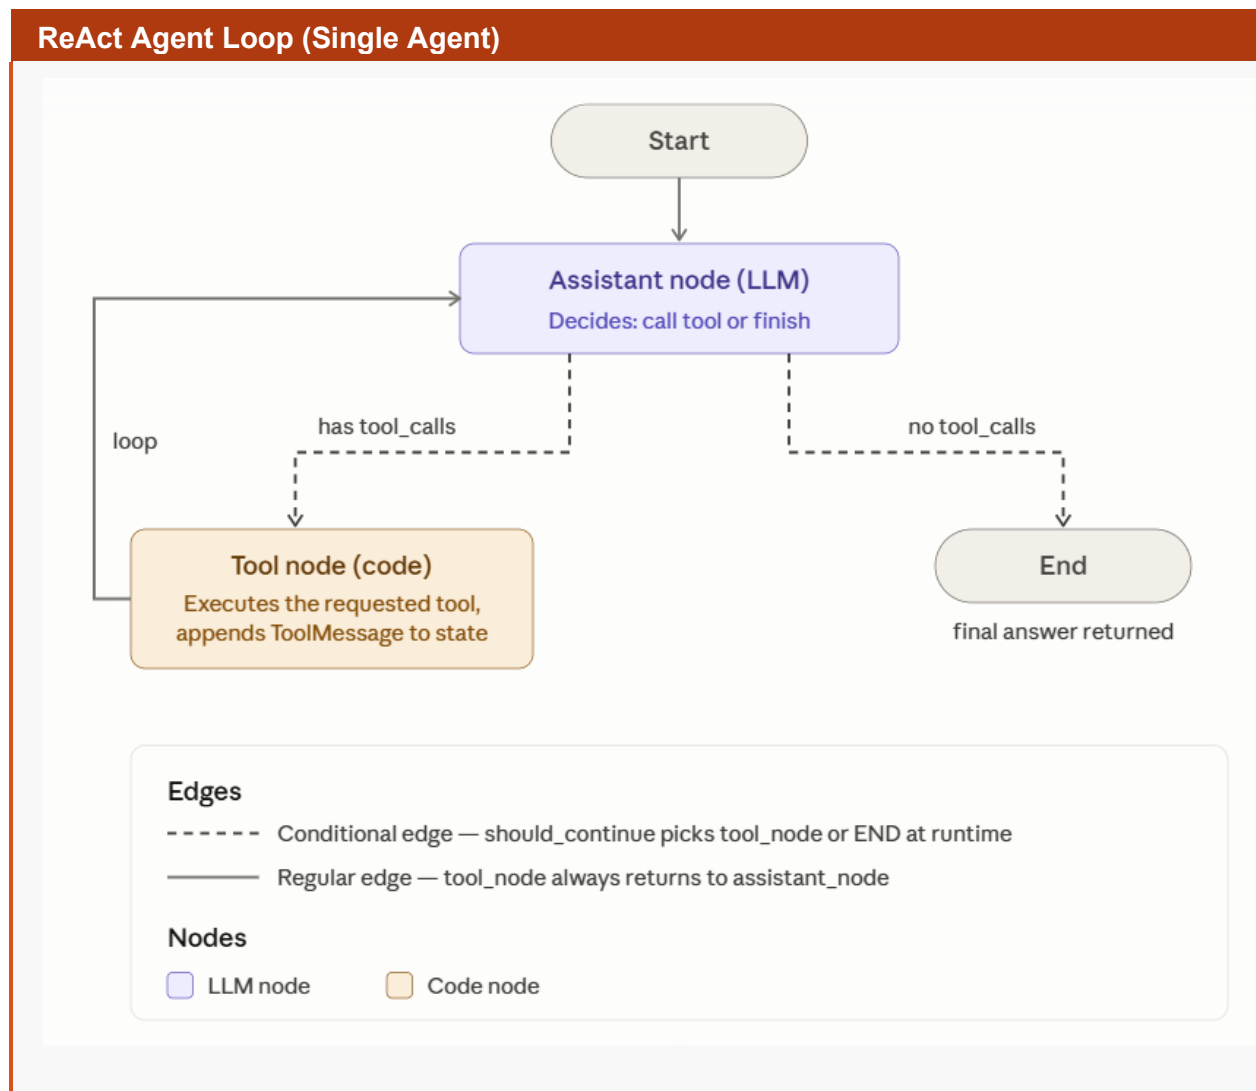 ReAct Agent Loop (Single Agent)
Start
Assistant node (LLM)
Decides: call tool or finish
has tool_calls
no tool_calls
loop
Tool node (code)
Executes the requested tool,
appends ToolMessage to state
End
final answer returned
Edges
Conditional edge — should_continue picks tool_node or END at runtime
Regular edge — tool_node always returns to assistant_node
Nodes
LLM node
Code node